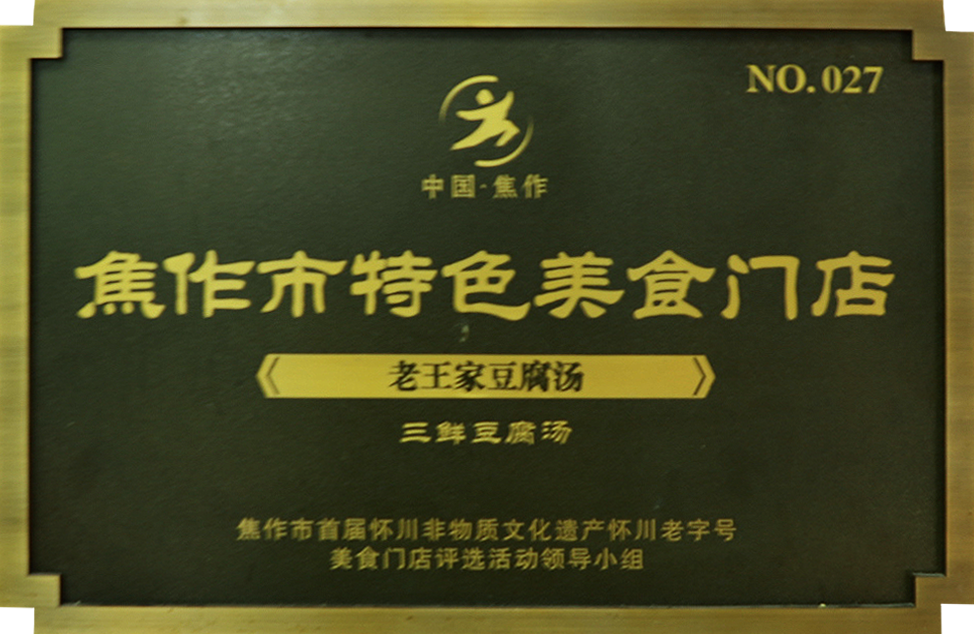 NO.027
中国·焦作
焦作市特色美食门店
《老王家豆腐汤》
三鲜豆腐汤
焦作市首届怀川非物质文化遗产怀川老字号
美食门店评选活动领导小组